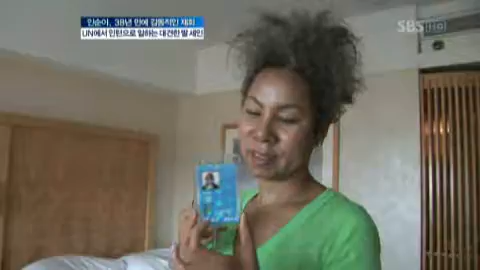 인순이, 38년 만에 감동적인 재회
UN에서 인턴으로 일하는 대견한 딸 세인
SBS HD